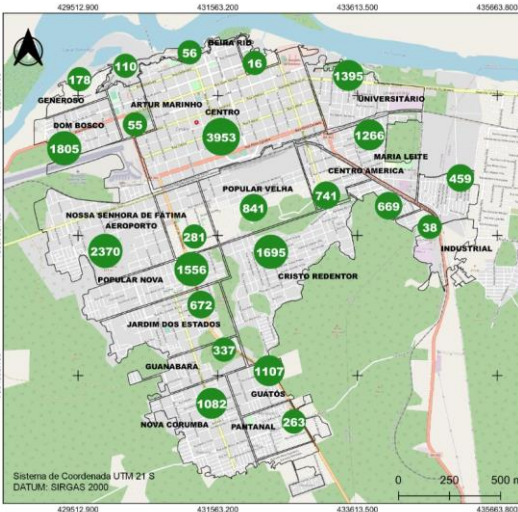 429512.900 431563.200 433613.500 435663.800
BEIRA RIO
56
110
16
178
1395
GENEROSO
ARTUR MARINHO
UNIVERSITÁRIO
CENTRO
DOM BOSCO
55
3953
1266
1805
MARIA LEITE
CENTRO AMERICA
459
POPULAR VELHA
741
841
669
NOSSA SENHORA DE FÁTIMA
AEROPORTO
38
281
2370
1695
INDUSTRIAL
1556
CRISTO REDENTOR
POPULAR NOVA
672
JARDIM DOS ESTADOS
337
GUANABARA
1107
GUATÓS
1082
263
NOVA CORUMBA
PANTANAL
Sistema de Coordenada UTM 21 S
DATUM: SIRGAS 2000
0 250 500 m
429512.900 431563.200 433613.500 435663.800